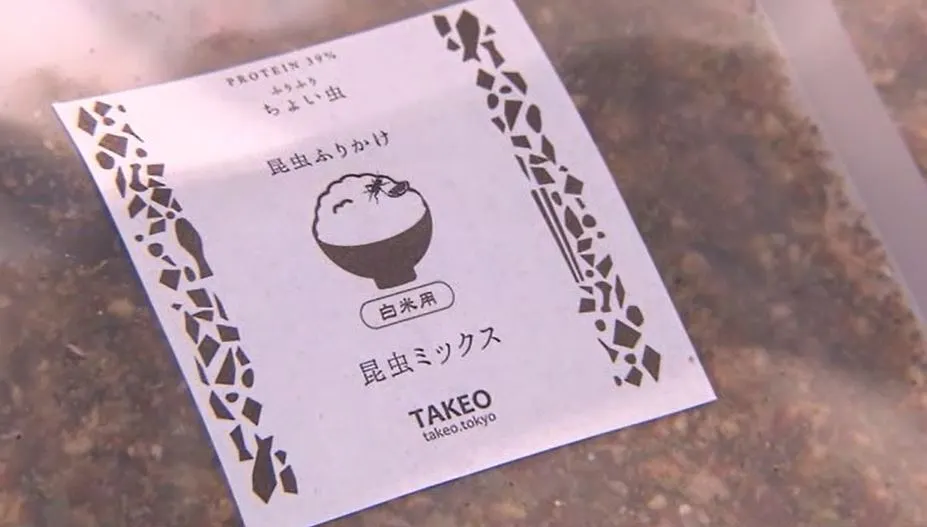 PROTEIN 39%
ふりふり
ちょい虫
昆虫ふりかけ
白米用
昆虫ミックス
TAKEO
takeo.tokyo